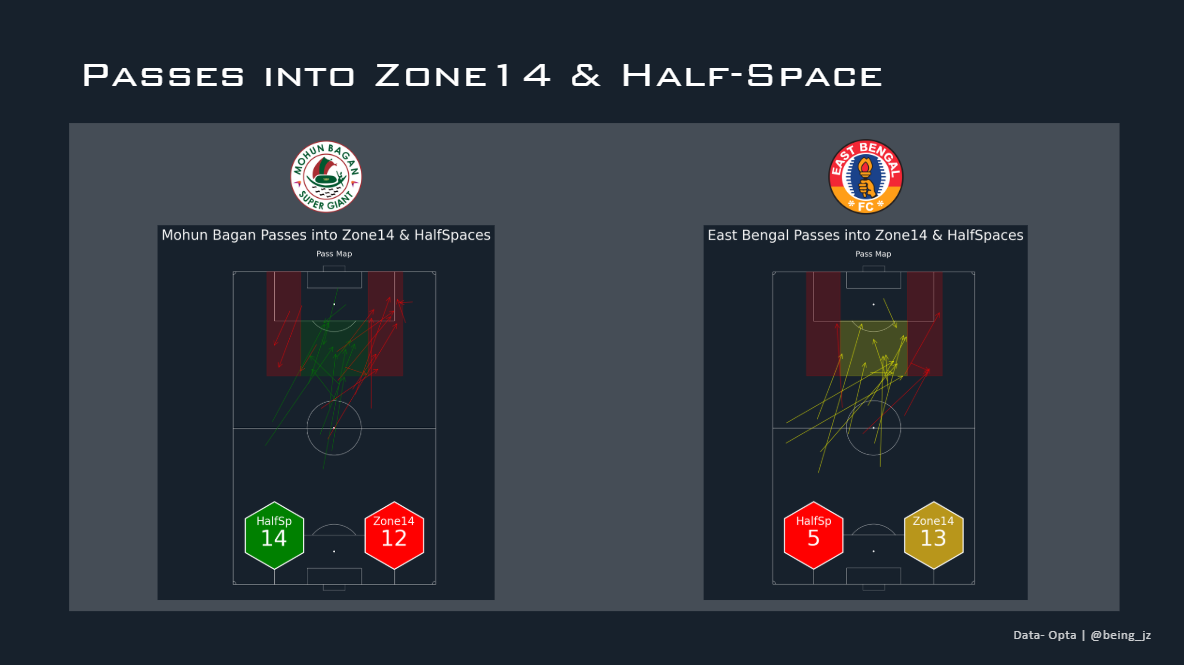 Passes into Zone14 & Half-Space
MOHUN BAGAN
SUPER GIANT
EAST BENGAL
* FC *
Mohun Bagan Passes into Zone14 & HalfSpaces
Pass Map
HalfSp
14
Zone14
12
East Bengal Passes into Zone14 & HalfSpaces
Pass Map
HalfSp
5
Zone14
13
Data- Opta | @being_jz